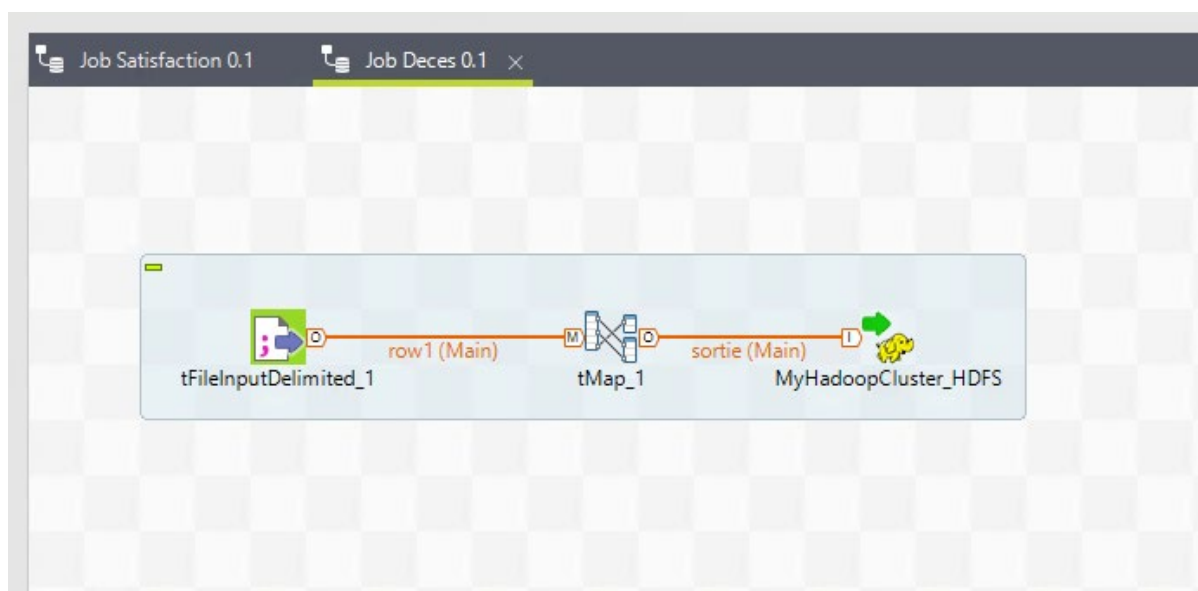 Job Satisfaction 0.1 Job Deces 0.1
O M O I
row1 (Main) sortie (Main)
tFileInputDelimited_1 tMap_1 MyHadoopCluster_HDFS